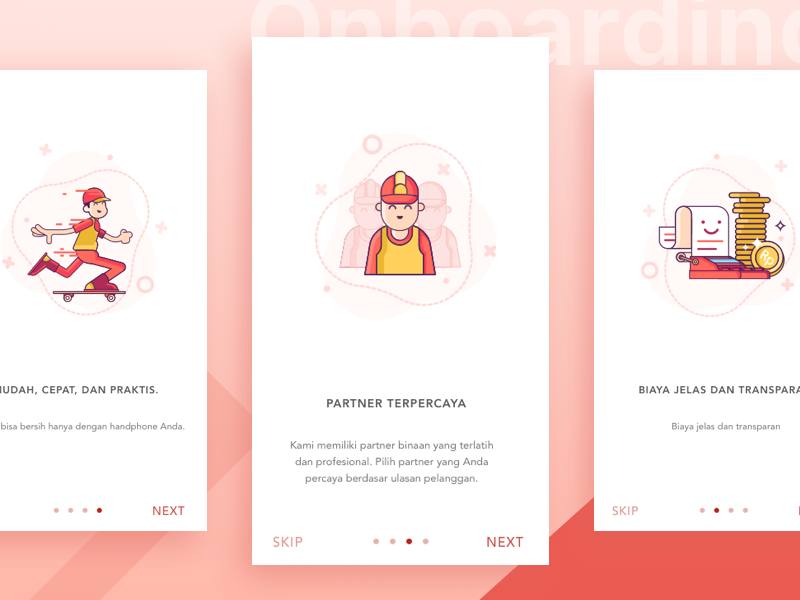 Onboarding
MUDAH, CEPAT, DAN PRAKTIS.
bisa bersih hanya dengan handphone Anda.
NEXT
PARTNER TERPERCAYA
Kami memiliki partner binaan yang terlatih
dan profesional. Pilih partner yang Anda
percaya berdasar ulasan pelanggan.
SKIP
NEXT
Rp
BIAYA JELAS DAN TRANSPARA
Biaya jelas dan transparan
SKIP